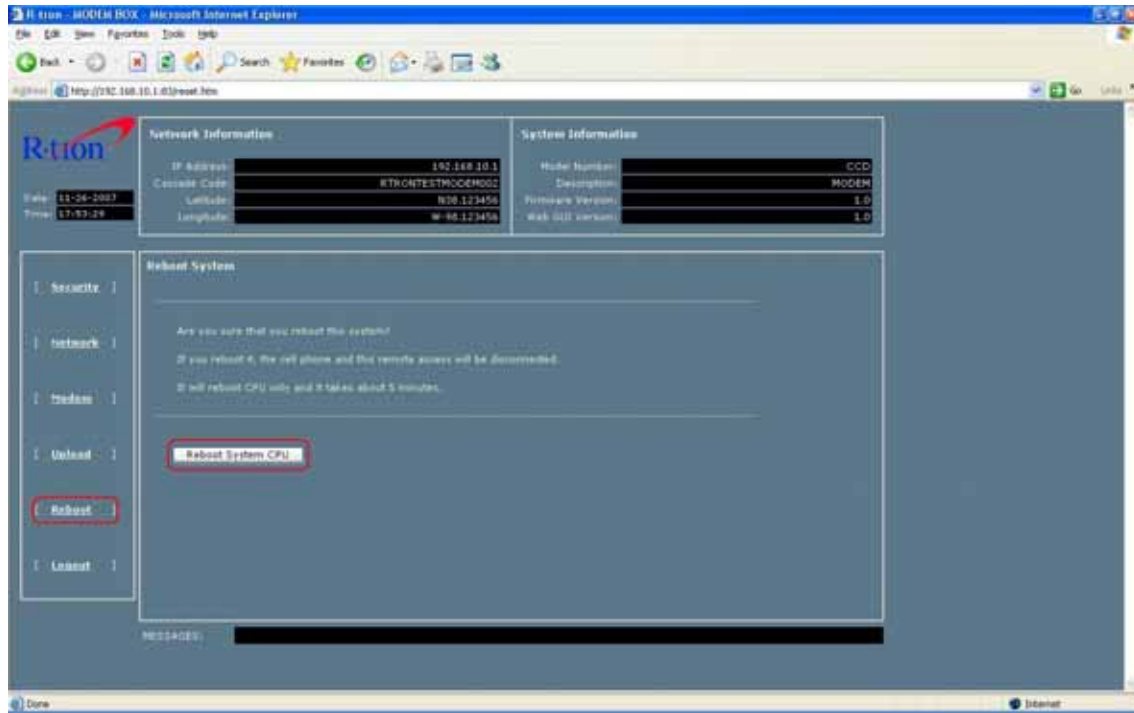 R-tron - MODEM BOX - Microsoft Internet Explorer
File Edit View Favorites Tools Help
Back Search Favorites
Address http://192.168.10.1:83/reset.htm Go Links
R-tron
Date: 11-26-2007
Time: 17:53:29
Network Information
IP Address: 192.168.10.1
Cascade Code: RTRONTESTMODEM002
Latitude: N38.123456
Longitude: W-98.123456
System Information
Model Number: CCD
Description: MODEM
Firmware Version: 1.0
Web GUI Version: 1.0
[ Security ]
[ Network ]
[ Modem ]
[ Upload ]
[ Reboot ]
[ Logout ]
Reboot System
Are you sure that you reboot this system?
If you reboot it, the cell phone and this remote access will be disconnected.
It will reboot CPU only and it takes about 5 minutes.
Reboot System CPU
MESSAGES:
Done
Internet